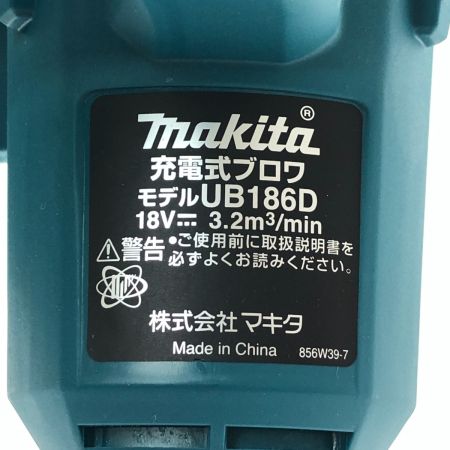 makita®
充電式ブロワ
モデルUB186D
18V⎓ 3.2m³/min
⚠警告 •ご使用前に取扱説明書を
必ずよくお読みください。
株式会社マキタ
Made in China 856W39-7